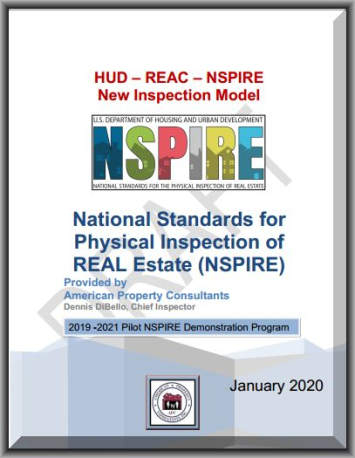 HUD – REAC – NSPIRE
New Inspection Model
U.S. DEPARTMENT OF HOUSING AND URBAN DEVELOPMENT
NSPIRE
NATIONAL STANDARDS FOR THE PHYSICAL INSPECTION OF REAL ESTATE
National Standards for
Physical Inspection of
REAL Estate (NSPIRE)
Provided by
American Property Consultants
Dennis DiBello, Chief Inspector
2019 -2021 Pilot NSPIRE Demonstration Program
January 2020
DRAFT